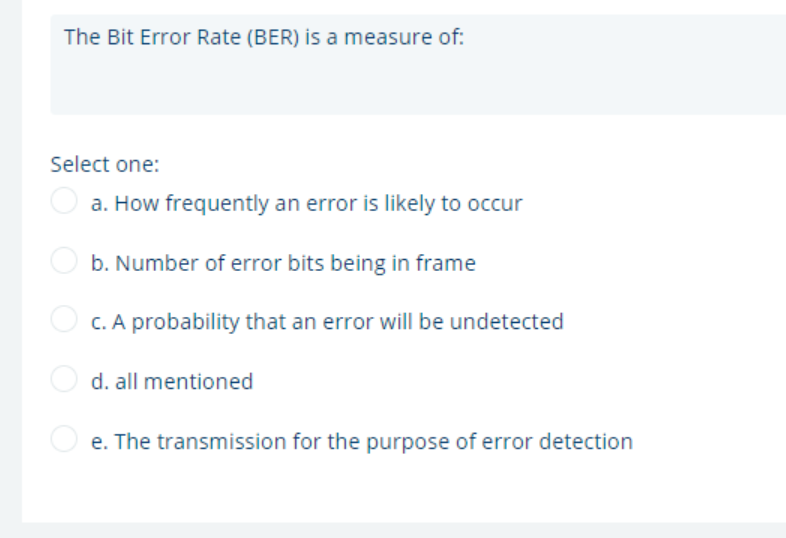 The Bit Error Rate (BER) is a measure of:
Select one:
a. How frequently an error is likely to occur
b. Number of error bits being in frame
c. A probability that an error will be undetected
d. all mentioned
e. The transmission for the purpose of error detection